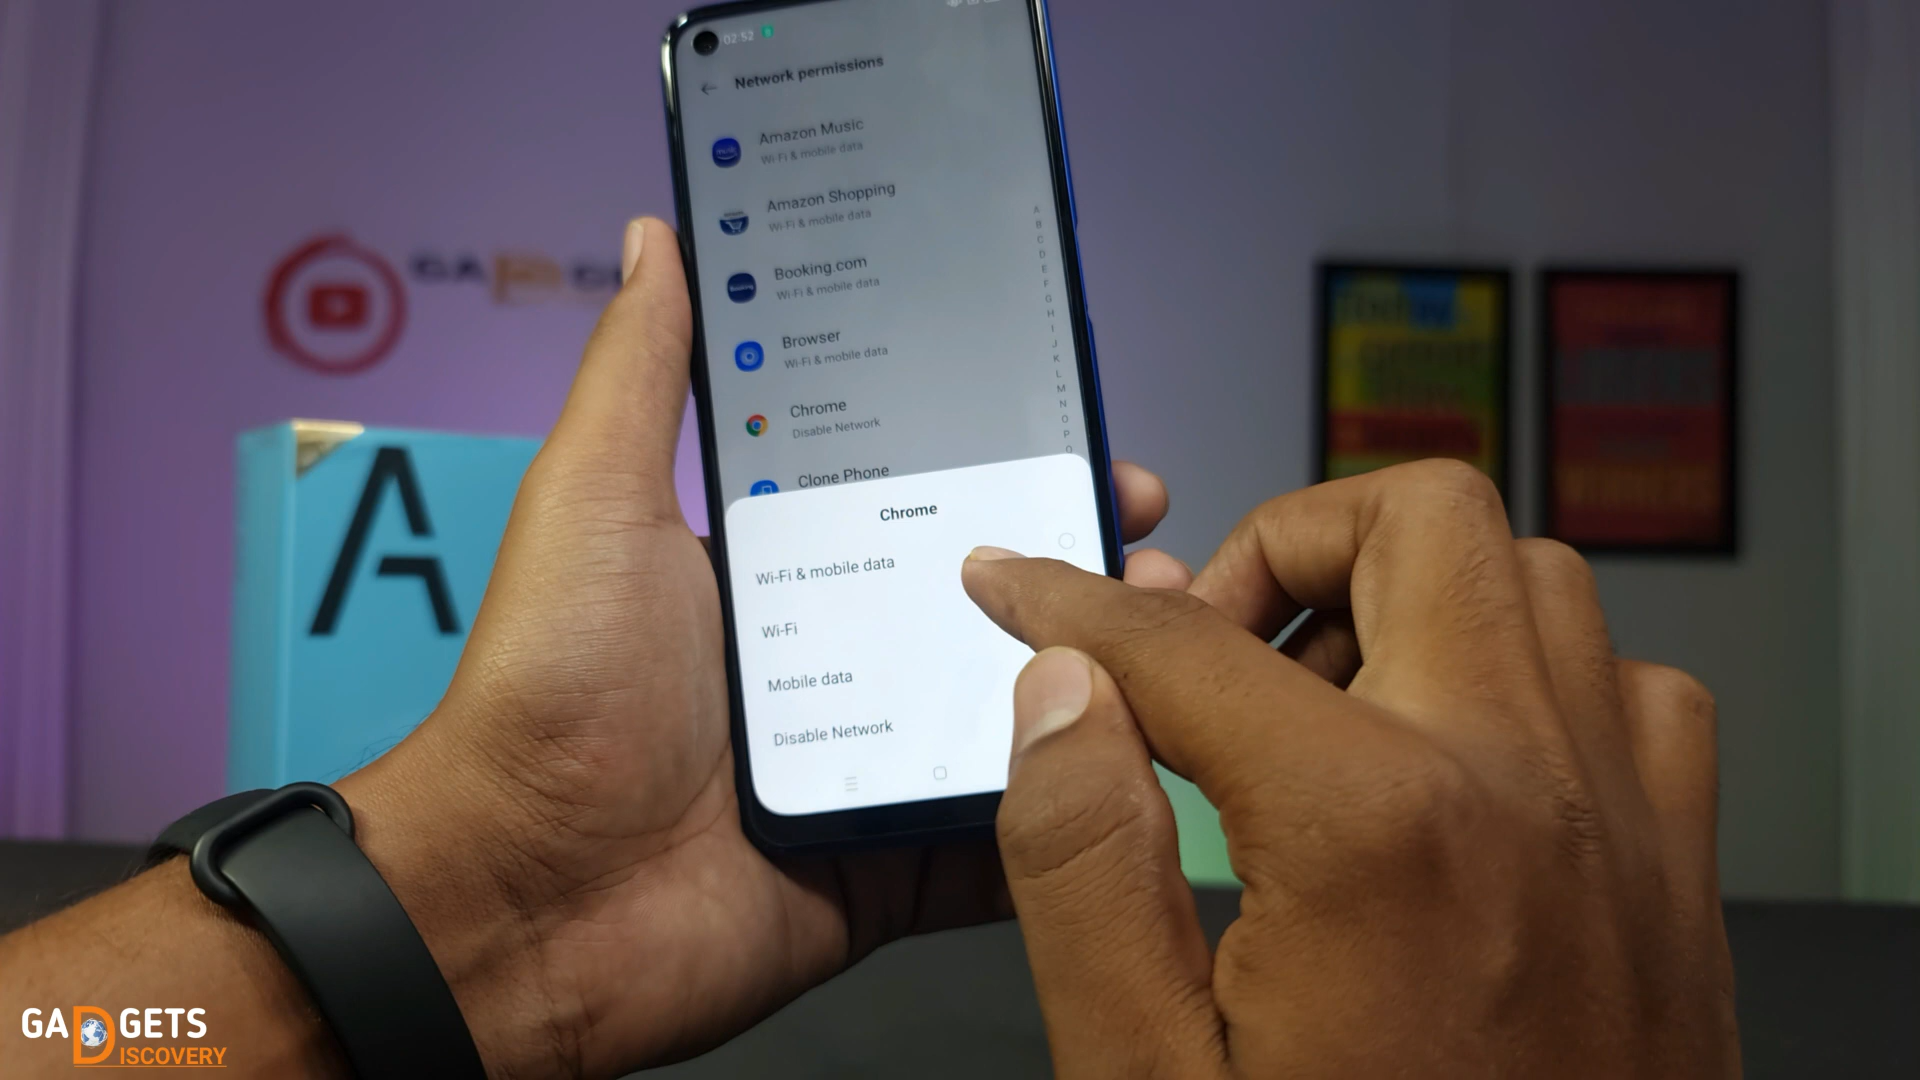 02:52
Network permissions
Amazon Music
Wi-Fi & mobile data
Amazon Shopping
Wi-Fi & mobile data
Booking.com
Wi-Fi & mobile data
Browser
Wi-Fi & mobile data
Chrome
Disable Network
Clone Phone
A
B
C
D
E
F
G
H
I
J
K
L
M
N
O
P
Q
Chrome
Wi-Fi & mobile data
Wi-Fi
Mobile data
Disable Network
A
GADGETS
DISCOVERY